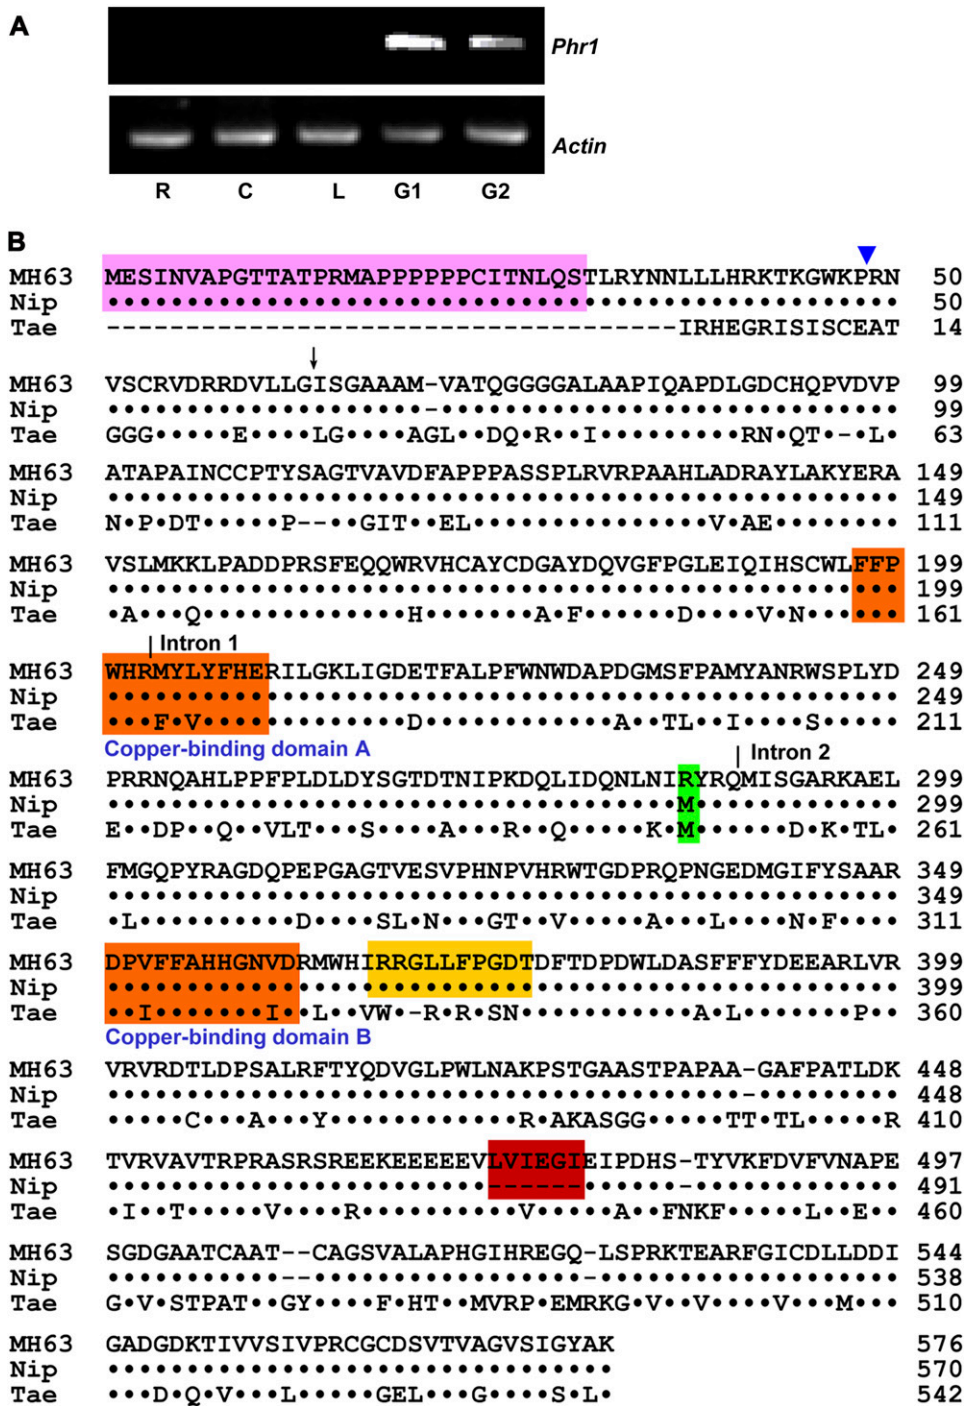 A
Phr1
Actin
R C L G1 G2
B
MH63 MESINVAPGTTATPRMAPPPPPPCITNLQSTLRYNNLLLHRKTKGWKPRN 50
Nip •••••••••••••••••••••••••••••••••••••••••••••••••• 50
Tae ------------------------------------IRHEGRISISCEAT 14
MH63 VSCRVDRRDVLLGISGAAAM-VATQGGGGALAAPIQAPDLGDCHQPVDVP 99
Nip ••••••••••••••••••••-••••••••••••••••••••••••••••• 99
Tae GGG•••••E••••LG••••AGL••DQ•R••I•••••••••RN•QT•-•L• 63
MH63 ATAPAINCCPTYSAGTVAVDFAPPPASSPLRVRPAAHLADRAYLAKYERA 149
Nip •••••••••••••••••••••••••••••••••••••••••••••••••• 149
Tae N•P•DT•••••P--••GIT••EL•••••••••••••••V•AE•••••••• 111
MH63 VSLMKKLPADDPRSFEQQWRVHCAYCDGAYDQVGFPGLEIQIHSCWLFFP 199
Nip •••••••••••••••••••••••••••••••••••••••••••••••••• 199
Tae •A•••Q•••••••••••••H•••••••A•F••••••D••••V•N•••••• 161
Intron 1
MH63 WHRMYLYFHERILGKLIGDETFALPFWNWDAPDGMSFPAMYANRWSPLYD 249
Nip •••••••••••••••••••••••••••••••••••••••••••••••••• 249
Tae •••F•V•••••••••••••D••••••••••••A••TL•••I••••S•••• 211
Copper-binding domain A
Intron 2
MH63 PRRNQAHLPPFPLDLDYSGTDTNIPKDQLIDQNLNIRYRQMISGARKAEL 299
Nip ••••••••••••••••••••••••••••••••••••M••••••••••••• 299
Tae E••DP••Q••VLT•••S••••A•••R••Q•••••K•M••••••D•K•TL• 261
MH63 FMGQPYRAGDQPEPGAGTVESVPHNPVHRWTGDPRQPNGEDMGIFYSAAR 349
Nip •••••••••••••••••••••••••••••••••••••••••••••••••• 349
Tae •L••••••••••D••••SL•N•••GT••V•••••A•••L••••N•F•••• 311
MH63 DPVFFAHHGNVDRMWHIRRGLLFPGDTDFTDPDWLDASFFFYDEEARLVR 399
Nip •••••••••••••••••••••••••••••••••••••••••••••••••• 399
Tae ••I•••••••I••L••VW•-R•R•SN•••••••••••A•L•••••••P•• 360
Copper-binding domain B
MH63 VRVRDTLDPSALRFTYQDVGLPWLNAKPSTGAASTPAPAA-GAFPATLDK 448
Nip ••••••••••••••••••••••••••••••••••••••••-••••••••• 448
Tae •••••C•••A•••Y••••••••••••R•AKASGG•••••TT•TL•••••R 410
MH63 TVRVAVTRPRASRSREEKEEEEEVLVIEGIEIPDHS-TYVKFDVFVNAPE 497
Nip ••••••••••••••••••••••••------••••••-••••••••••••• 491
Tae •I••T•••••V••••R••••••••••V•••••A••FNKF•••••L••E•• 460
MH63 SGDGAATCAAT--CAGSVALAPHGIHREGQ-LSPRKTEARFGICDLLDDI 544
Nip •••••••••••--•••••••••••••••••-••••••••••••••••••• 538
Tae G•V•STPAT••GY••••F•HT••MVRP•EMRKG•V••V••••V•••M••• 510
MH63 GADGDKTIVVSIVPRCGCDSVTVAGVSIGYAK 576
Nip •••••••••••••••••••••••••••••••• 570
Tae •••D•Q•V•••L•••••GEL•••G••••S•L• 542